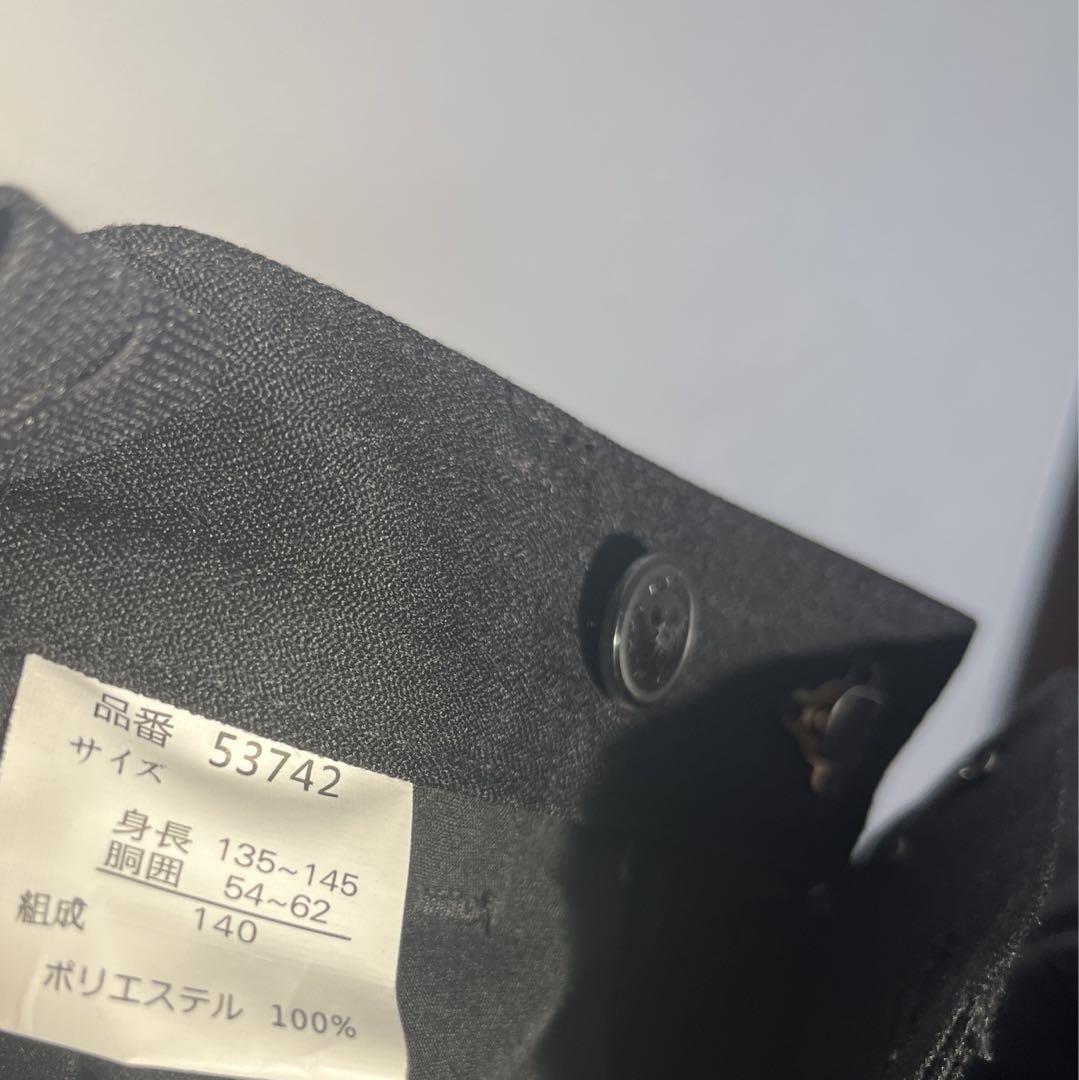 品番 53742
サイズ
身長 135~145
胴囲 54~62
140
組成
ポリエステル 100%